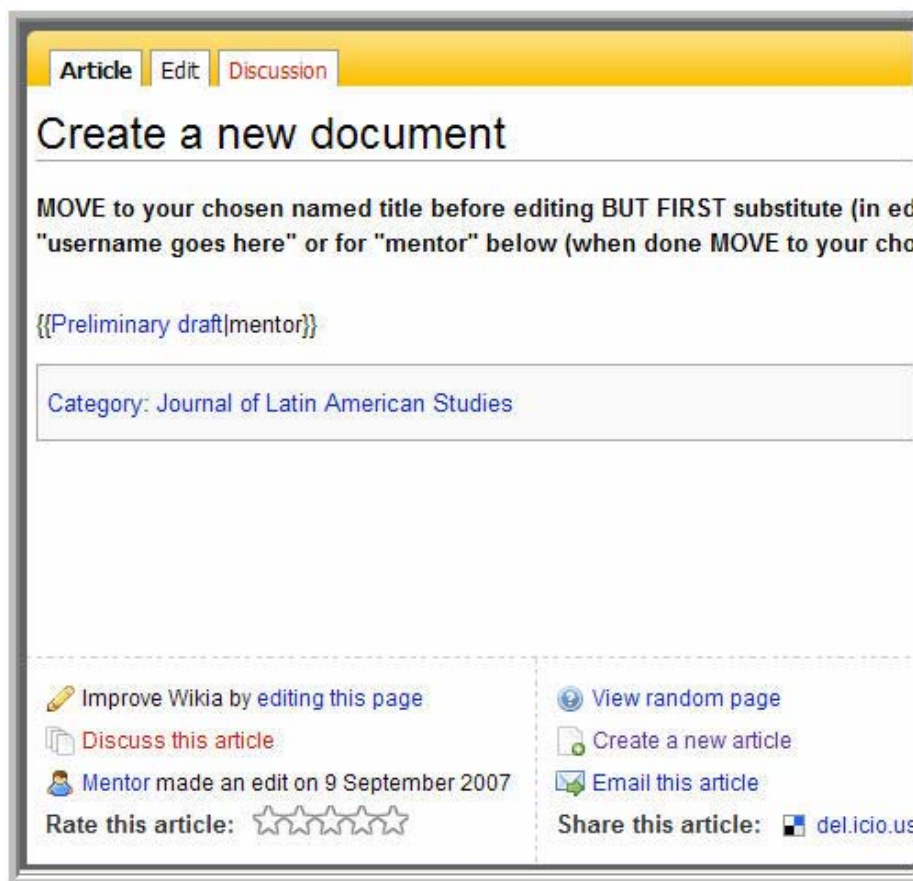 Article Edit Discussion
Create a new document
MOVE to your chosen named title before editing BUT FIRST substitute (in ed
"username goes here" or for "mentor" below (when done MOVE to your cho
{{Preliminary draft|mentor}}
Category: Journal of Latin American Studies
Improve Wikia by editing this page
Discuss this article
Mentor made an edit on 9 September 2007
Rate this article:
View random page
Create a new article
Email this article
Share this article: del.icio.us